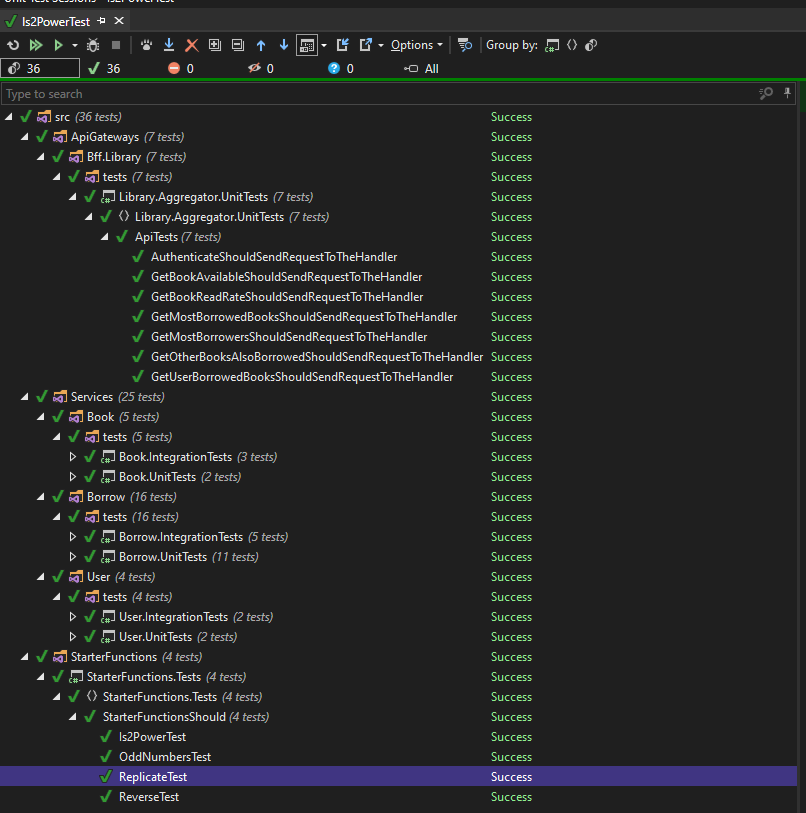 Is2PowerTest
Options Group by:
36 36 0 0 0 All
Type to search
src (36 tests) Success
ApiGateways (7 tests) Success
Bff.Library (7 tests) Success
tests (7 tests) Success
Library.Aggregator.UnitTests (7 tests) Success
Library.Aggregator.UnitTests (7 tests) Success
ApiTests (7 tests) Success
AuthenticateShouldSendRequestToTheHandler Success
GetBookAvailableShouldSendRequestToTheHandler Success
GetBookReadRateShouldSendRequestToTheHandler Success
GetMostBorrowedBooksShouldSendRequestToTheHandler Success
GetMostBorrowersShouldSendRequestToTheHandler Success
GetOtherBooksAlsoBorrowedShouldSendRequestToTheHandler Success
GetUserBorrowedBooksShouldSendRequestToTheHandler Success
Services (25 tests) Success
Book (5 tests) Success
tests (5 tests) Success
Book.IntegrationTests (3 tests) Success
Book.UnitTests (2 tests) Success
Borrow (16 tests) Success
tests (16 tests) Success
Borrow.IntegrationTests (5 tests) Success
Borrow.UnitTests (11 tests) Success
User (4 tests) Success
tests (4 tests) Success
User.IntegrationTests (2 tests) Success
User.UnitTests (2 tests) Success
StarterFunctions (4 tests) Success
StarterFunctions.Tests (4 tests) Success
StarterFunctions.Tests (4 tests) Success
StarterFunctionsShould (4 tests) Success
Is2PowerTest Success
OddNumbersTest Success
ReplicateTest Success
ReverseTest Success